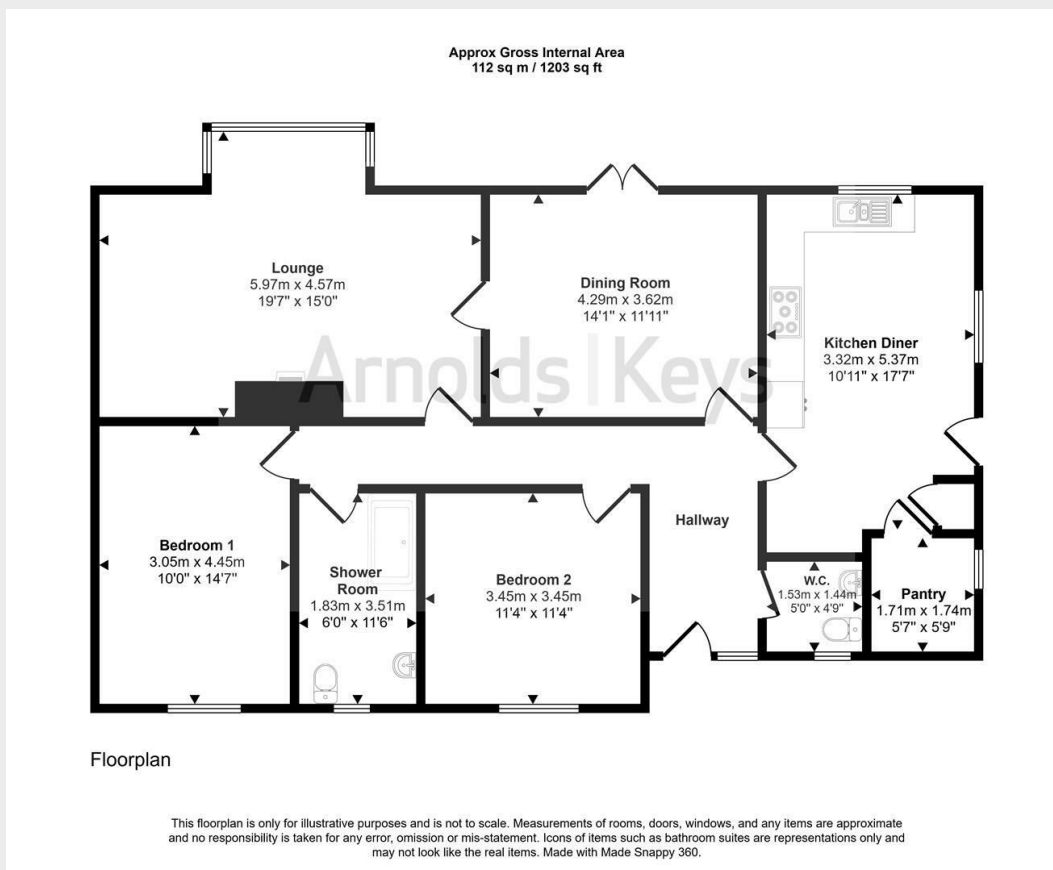 Approx Gross Internal Area
112 sq m / 1203 sq ft
Lounge
5.97m x 4.57m
19'7" x 15'0"
Dining Room
4.29m x 3.62m
14'1" x 11'11"
Kitchen Diner
3.32m x 5.37m
10'11" x 17'7"
Arnolds | Keys
Hallway
Bedroom 1
3.05m x 4.45m
10'0" x 14'7"
Shower
Room
1.83m x 3.51m
6'0" x 11'6"
Bedroom 2
3.45m x 3.45m
11'4" x 11'4"
W.C.
1.53m x 1.44m
5'0" x 4'9"
Pantry
1.71m x 1.74m
5'7" x 5'9"
Floorplan
This floorplan is only for illustrative purposes and is not to scale. Measurements of rooms, doors, windows, and any items are approximate
and no responsibility is taken for any error, omission or mis-statement. Icons of items such as bathroom suites are representations only and
may not look like the real items. Made with Made Snappy 360.